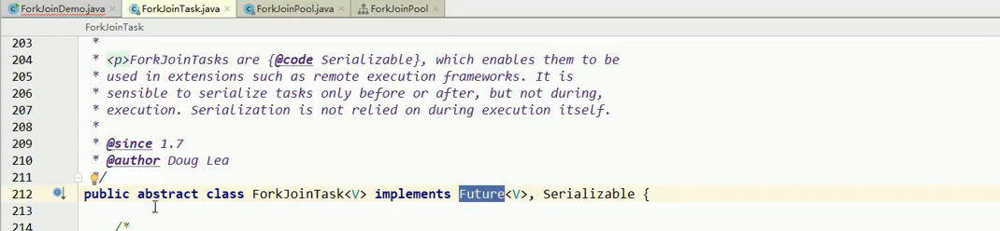 ForkJoinDemo.java × ForkJoinTask.java × ForkJoinPool.java × ForkJoinPool ×
ForkJoinTask
203 *
204 * <p>ForkJoinTasks are {@code Serializable}, which enables them to be
205 * used in extensions such as remote execution frameworks. It is
206 * sensible to serialize tasks only before or after, but not during,
207 * execution. Serialization is not relied on during execution itself.
208 *
209 * @since 1.7
210 * @author Doug Lea
211 */
212 public abstract class ForkJoinTask<V> implements Future<V>, Serializable {
213
214 /*